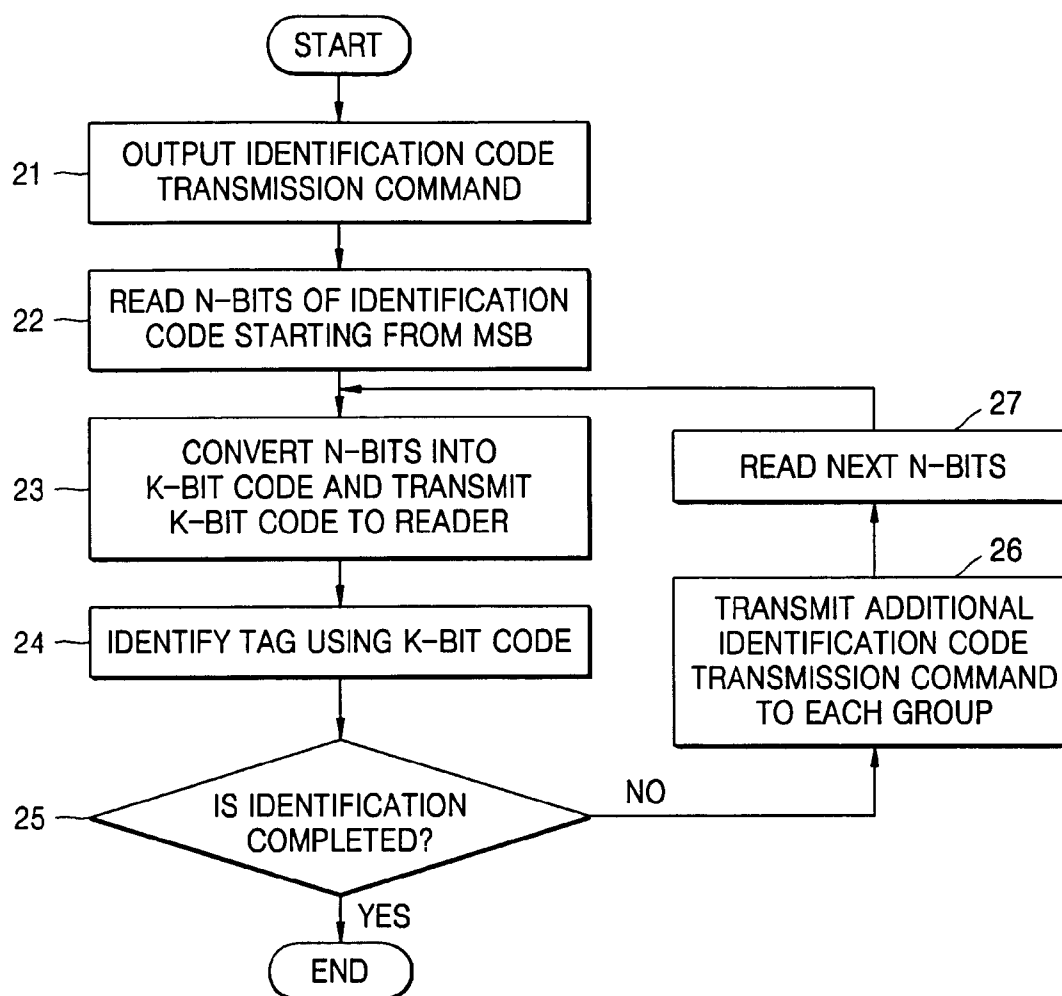 START
21
OUTPUT IDENTIFICATION CODE
TRANSMISSION COMMAND
22
READ N-BITS OF IDENTIFICATION
CODE STARTING FROM MSB
23
CONVERT N-BITS INTO
K-BIT CODE AND TRANSMIT
K-BIT CODE TO READER
24
IDENTIFY TAG USING K-BIT CODE
25
IS IDENTIFICATION
COMPLETED?
NO
YES
END
26
TRANSMIT ADDITIONAL
IDENTIFICATION CODE
TRANSMISSION COMMAND
TO EACH GROUP
27
READ NEXT N-BITS